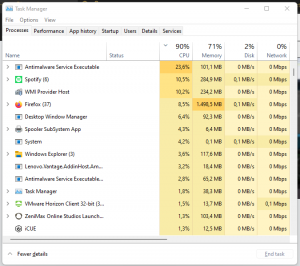 Task Manager
File Options View
Processes Performance App history Startup Users Details Services
90% 71% 2% 0%
Name Status CPU Memory Disk Network
Antimalware Service Executable 23,6% 101,1 MB 0 MB/s 0 Mbps
Spotify (6) 10,5% 284,9 MB 0,1 MB/s 0 Mbps
WMI Provider Host 10,2% 234,2 MB 0 MB/s 0 Mbps
Firefox (37) 8,5% 1.498,5 MB 0,1 MB/s 0 Mbps
Desktop Window Manager 6,4% 92,3 MB 0 MB/s 0 Mbps
Spooler SubSystem App 4,3% 6,4 MB 0 MB/s 0 Mbps
System 4,2% 0,1 MB 0,1 MB/s 0 Mbps
Windows Explorer (3) 3,6% 117,6 MB 0 MB/s 0 Mbps
Lenovo.Vantage.AddinHost.Am... 3,2% 18,4 MB 0 MB/s 0 Mbps
Antimalware Service Executable... 2,6% 65,2 MB 0 MB/s 0 Mbps
Task Manager 1,8% 38,3 MB 0 MB/s 0 Mbps
VMware Horizon Client 32-bit (3... 1,5% 13,7 MB 0 MB/s 0,1 Mbps
ZeniMax Online Studios Launch... 1,3% 103,4 MB 0 MB/s 0 Mbps
iCUE 1,3% 12,5 MB 0 MB/s 0 Mbps
Fewer details End task